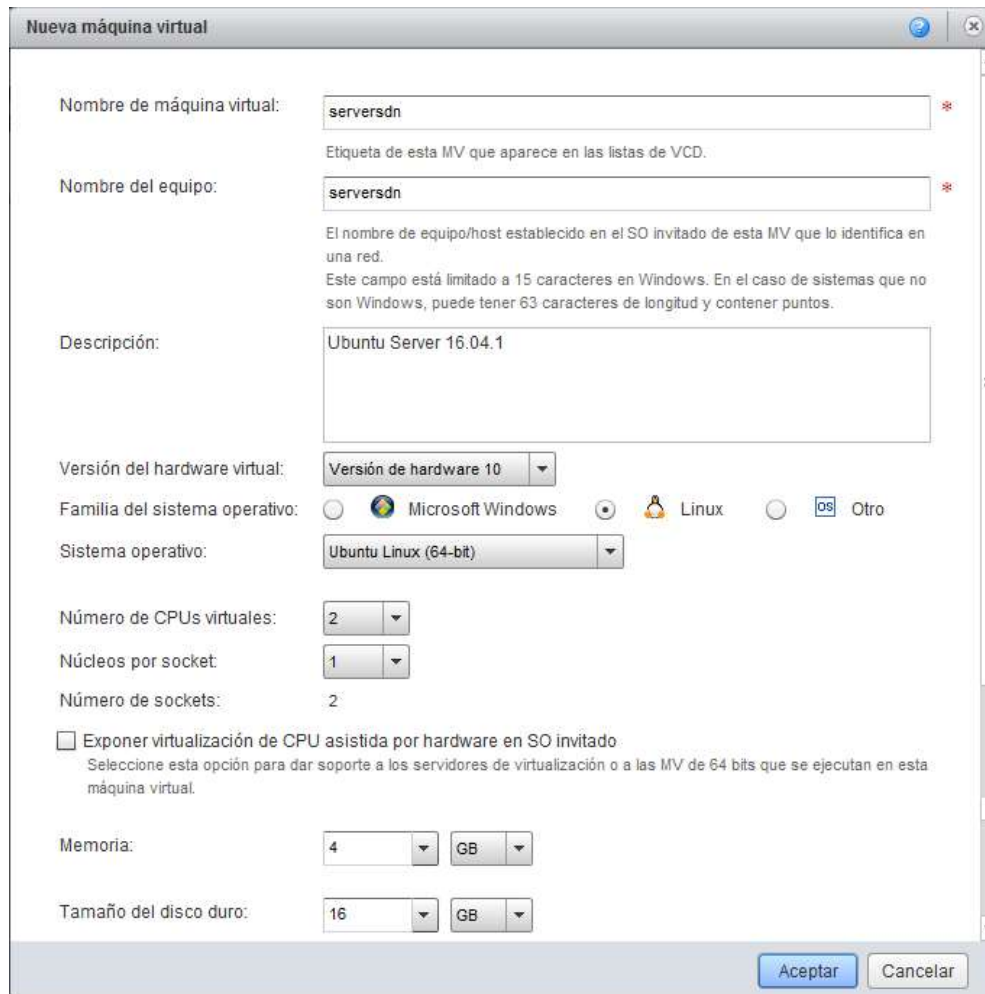 Nueva máquina virtual
Nombre de máquina virtual: serversdn *
Etiqueta de esta MV que aparece en las listas de VCD.
Nombre del equipo: serversdn *
El nombre de equipo/host establecido en el SO invitado de esta MV que lo identifica en
una red.
Este campo está limitado a 15 caracteres en Windows. En el caso de sistemas que no
son Windows, puede tener 63 caracteres de longitud y contener puntos.
Descripción: Ubuntu Server 16.04.1
Versión del hardware virtual: Versión de hardware 10
Familia del sistema operativo: Microsoft Windows Linux OS Otro
Sistema operativo: Ubuntu Linux (64-bit)
Número de CPUs virtuales: 2
Núcleos por socket: 1
Número de sockets: 2
Exponer virtualización de CPU asistida por hardware en SO invitado
Seleccione esta opción para dar soporte a los servidores de virtualización o a las MV de 64 bits que se ejecutan en esta
máquina virtual.
Memoria: 4 GB
Tamaño del disco duro: 16 GB
Aceptar Cancelar